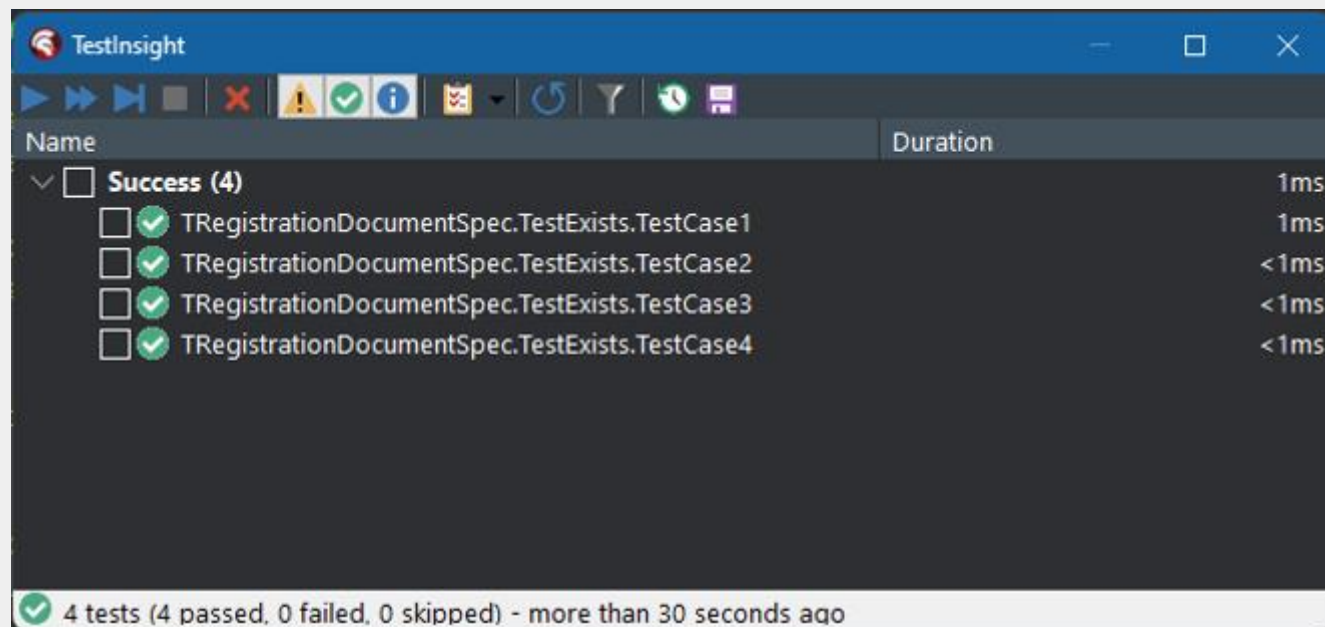 TestInsight
Name Duration
Success (4) 1ms
TRegistrationDocumentSpec.TestExists.TestCase1 1ms
TRegistrationDocumentSpec.TestExists.TestCase2 <1ms
TRegistrationDocumentSpec.TestExists.TestCase3 <1ms
TRegistrationDocumentSpec.TestExists.TestCase4 <1ms
4 tests (4 passed, 0 failed, 0 skipped) - more than 30 seconds ago